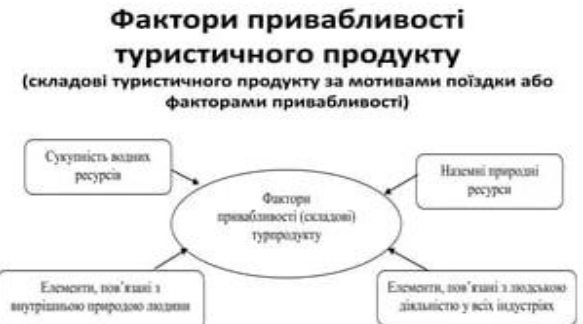 Фактори привабливості
туристичного продукту
(складові туристичного продукту за мотивами поїздки або
факторами привабливості)
Сукупність водних
ресурсів
Наземні природні
ресурси
Фактори
привабливості (складові)
турпродукту
Елементи, пов'язані з
внутрішньою природою людини
Елементи, пов'язані з людською
діяльністю у всіх індустріях